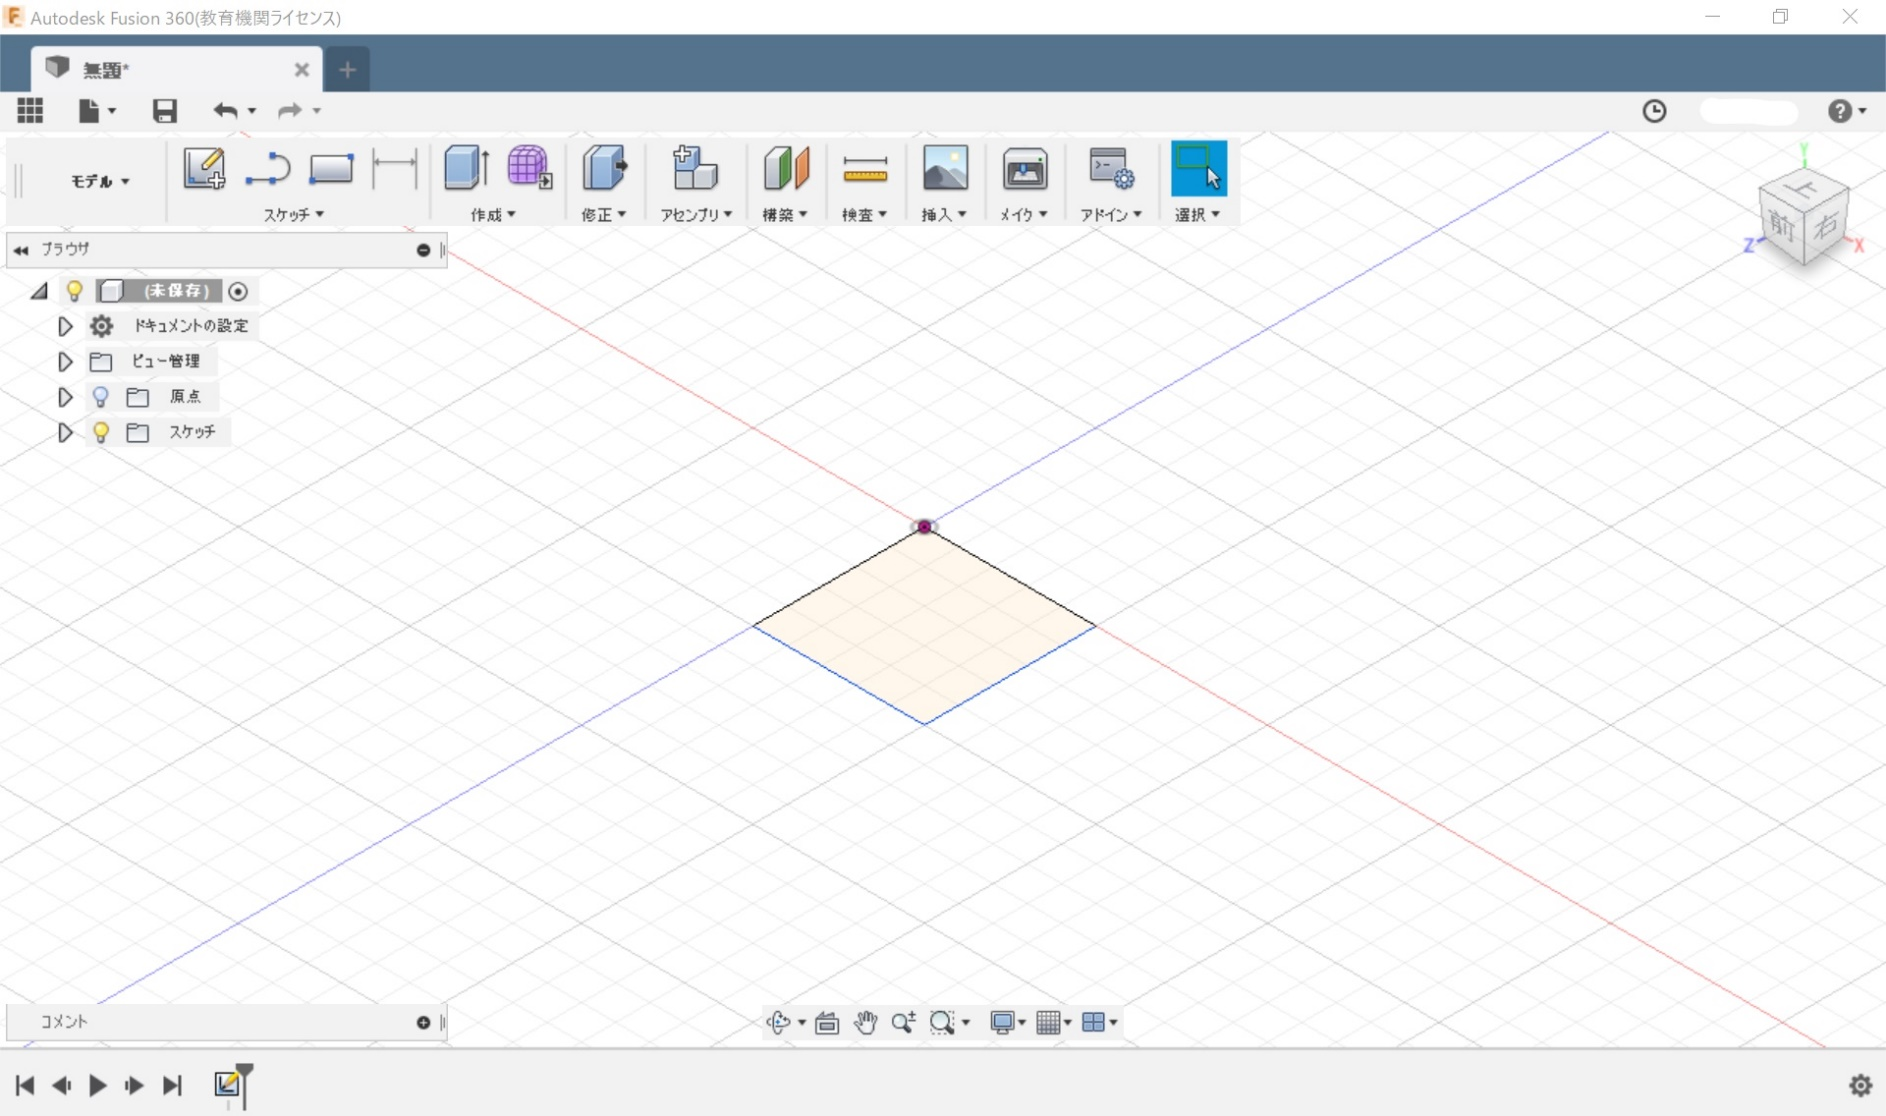 Autodesk Fusion 360(教育機関ライセンス)
無題*
モデル
スケッチ
作成
修正
アセンブリ
構築
検査
挿入
メイク
アドイン
選択
ブラウザ
(未保存)
ドキュメントの設定
ビュー管理
原点
スケッチ
Y
上
前
右
Z
X
コメント